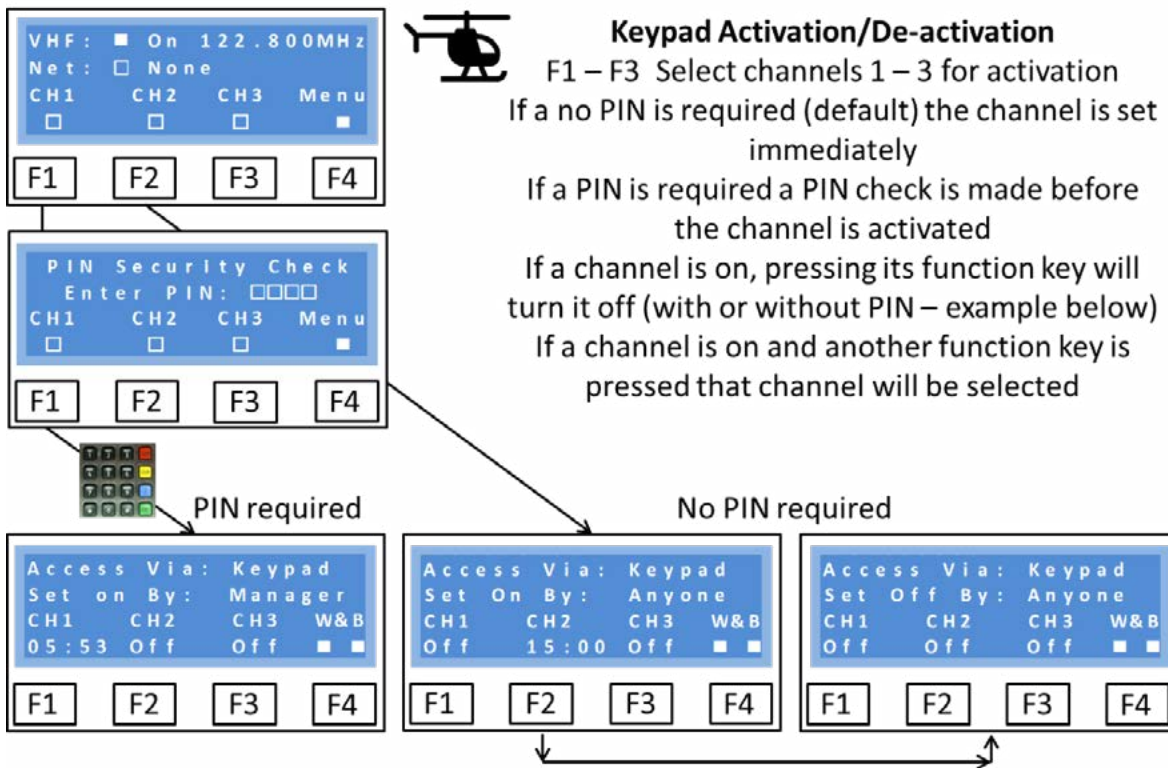 VHF: ■ On 122.800MHz
Net: □ None
CH1 CH2 CH3 Menu
□ □ □ ■
F1 F2 F3 F4
Keypad Activation/De-activation
F1 – F3 Select channels 1 – 3 for activation
If a no PIN is required (default) the channel is set
immediately
If a PIN is required a PIN check is made before
the channel is activated
If a channel is on, pressing its function key will
turn it off (with or without PIN – example below)
If a channel is on and another function key is
pressed that channel will be selected
PIN Security Check
Enter PIN: □□□□
CH1 CH2 CH3 Menu
□ □ □ ■
F1 F2 F3 F4
PIN required
No PIN required
Access Via: Keypad
Set on By: Manager
CH1 CH2 CH3 W&B
05:53 Off Off ■ ■
F1 F2 F3 F4
Access Via: Keypad
Set On By: Anyone
CH1 CH2 CH3 W&B
Off 15:00 Off ■ ■
F1 F2 F3 F4
Access Via: Keypad
Set Off By: Anyone
CH1 CH2 CH3 W&B
Off Off Off ■ ■
F1 F2 F3 F4